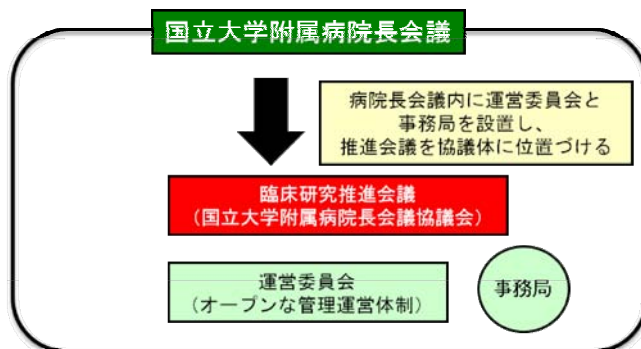 国立大学附属病院長会議
病院長会議内に運営委員会と
事務局を設置し、
推進会議を協議体に位置づける
臨床研究推進会議
（国立大学附属病院長会議協議会）
運営委員会
（オープンな管理運営体制）
事務局